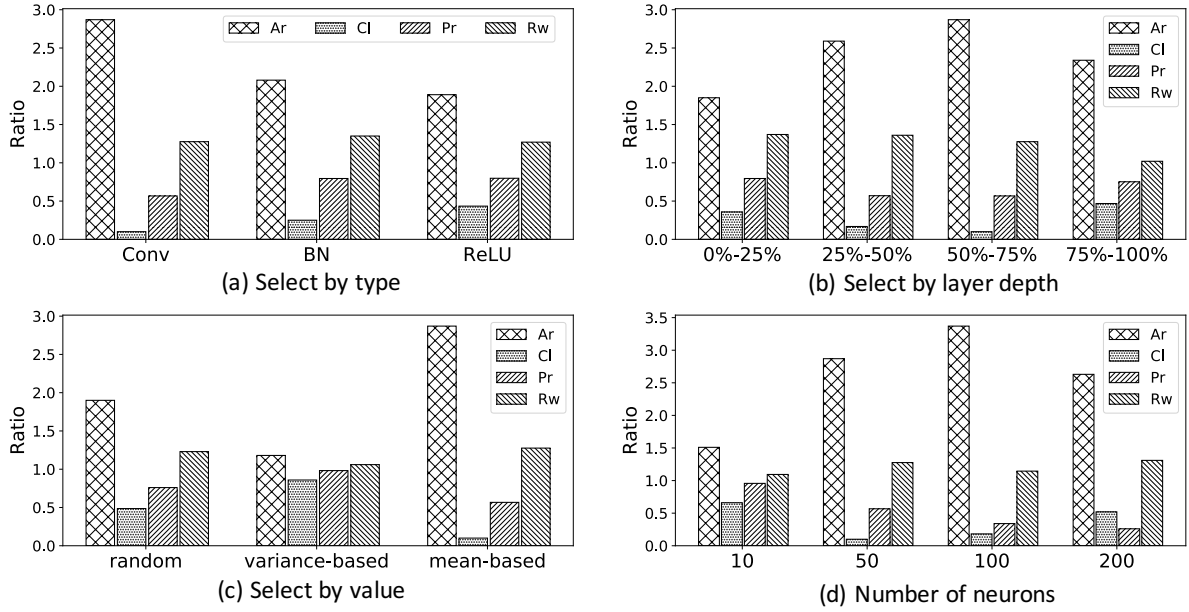 3.0
2.5
2.0
1.5
1.0
0.5
0.0
Ratio
Ar Cl Pr Rw
Conv BN ReLU
(a) Select by type
3.0
2.5
2.0
1.5
1.0
0.5
0.0
Ratio
Ar
Cl
Pr
Rw
0%-25% 25%-50% 50%-75% 75%-100%
(b) Select by layer depth
3.0
2.5
2.0
1.5
1.0
0.5
0.0
Ratio
Ar
Cl
Pr
Rw
random variance-based mean-based
(c) Select by value
3.5
3.0
2.5
2.0
1.5
1.0
0.5
0.0
Ratio
Ar
Cl
Pr
Rw
10 50 100 200
(d) Number of neurons